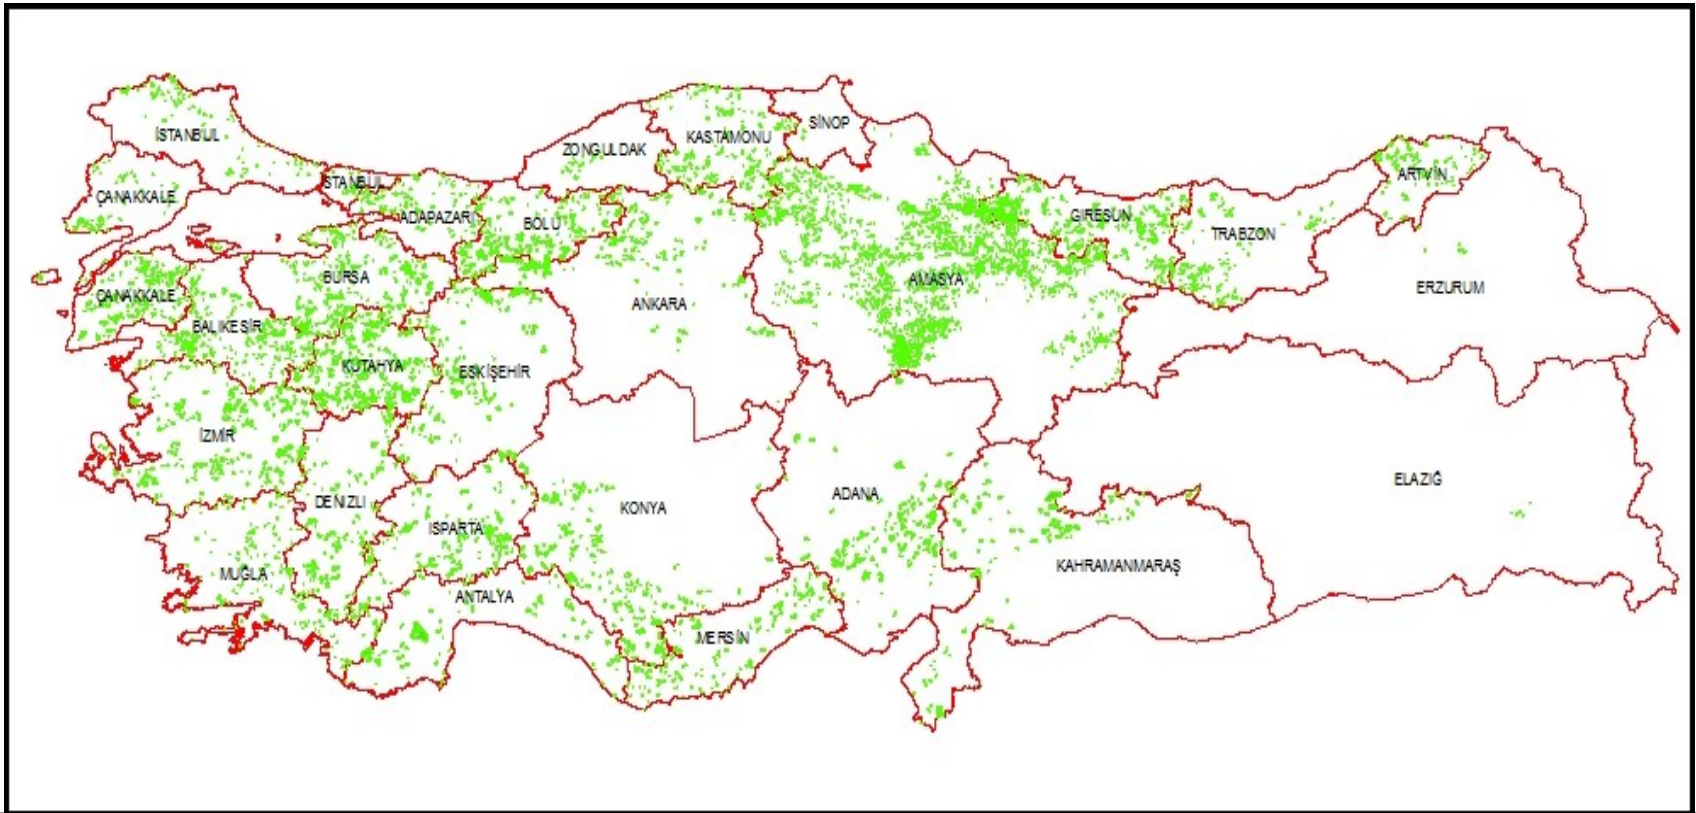 SİNOP
İSTANBUL
KASTAMONU
ZONGULDAK
ARTVİN
İSTANBUL
ÇANAKKALE
ADAPAZARI
GİRESUN
BOLU
TRABZON
BURSA
AMASYA
ERZURUM
ÇANAKKALE
ANKARA
BALIKESİR
KÜTAHYA
ESKİŞEHİR
İZMİR
ELAZIĞ
ADANA
DENİZLİ
KONYA
ISPARTA
KAHRAMANMARAŞ
MUĞLA
ANTALYA
MERSİN